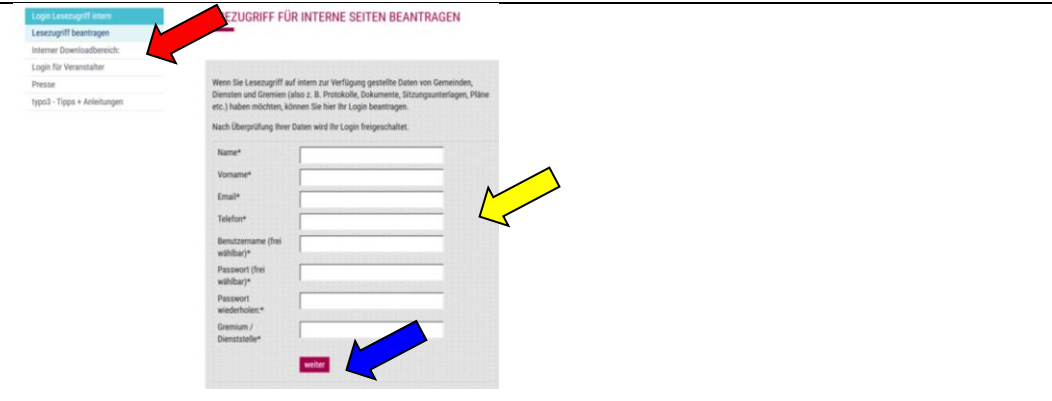 Login Lesezugriff intern
Lesezugriff beantragen
Interner Downloadbereich:
Login für Veranstalter
Presse
typo3 - Tipps + Anleitungen
EZUGRIFF FÜR INTERNE SEITEN BEANTRAGEN
Wenn Sie Lesezugriff auf intern zur Verfügung gestellte Daten von Gemeinden,
Diensten und Gremien (also z. B. Protokolle, Dokumente, Sitzungsunterlagen, Pläne
etc.) haben möchten, können Sie hier Ihr Login beantragen.
Nach Überprüfung Ihrer Daten wird Ihr Login freigeschaltet.
Name*
Vorname*
Email*
Telefon*
Benutzername (frei
wählbar)*
Passwort (frei
wählbar)*
Passwort
wiederholen:*
Gremium /
Dienststelle*
weiter